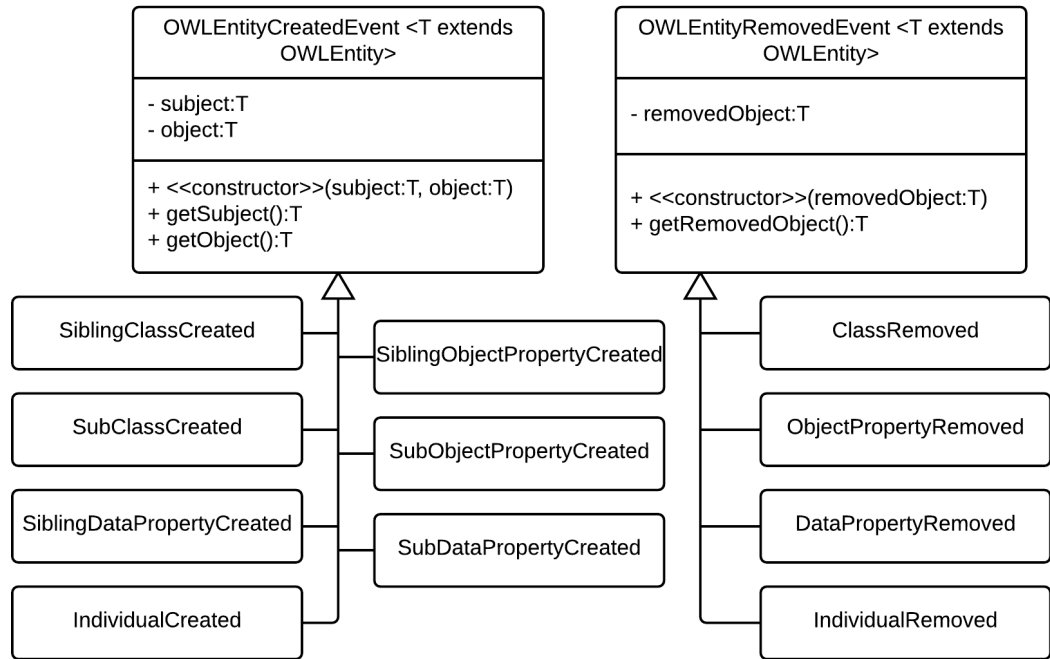 OWLEntityCreatedEvent <T extends
OWLEntity>
- subject:T
- object:T
+ <<constructor>>(subject:T, object:T)
+ getSubject():T
+ getObject():T
OWLEntityRemovedEvent <T extends
OWLEntity>
- removedObject:T
+ <<constructor>>(removedObject:T)
+ getRemovedObject():T
SiblingClassCreated
SubClassCreated
SiblingDataPropertyCreated
IndividualCreated
SiblingObjectPropertyCreated
SubObjectPropertyCreated
SubDataPropertyCreated
ClassRemoved
ObjectPropertyRemoved
DataPropertyRemoved
IndividualRemoved